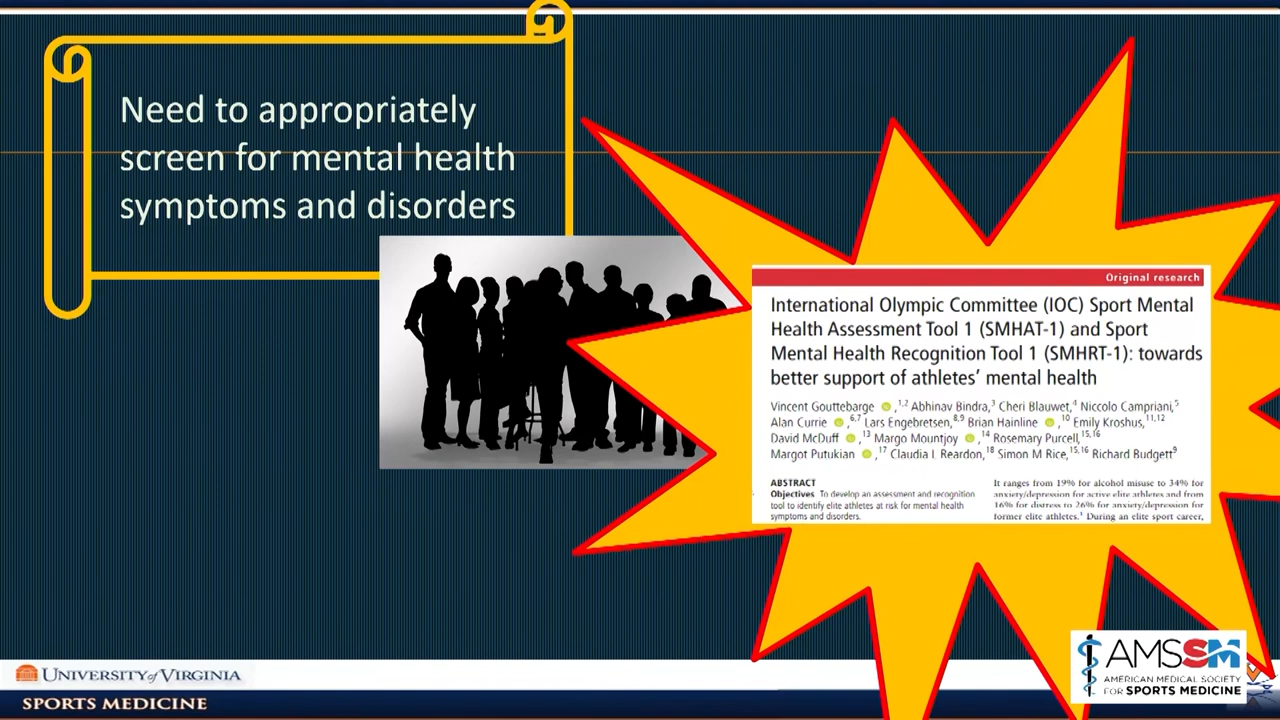 Need to appropriately
screen for mental health
symptoms and disorders
Original research
International Olympic Committee (IOC) Sport Mental
Health Assessment Tool 1 (SMHAT-1) and Sport
Mental Health Recognition Tool 1 (SMHRT-1): towards
better support of athletes’ mental health
Vincent Gouttebarge ,1,2 Abhinav Bindra,3 Cheri Blauwet,4 Niccolo Campriani,5
Alan Currie ,6,7 Lars Engebretsen,8,9 Brian Hainline ,10 Emily Kroshus,11,12
David McDuff ,13 Margo Mountjoy ,14 Rosemary Purcell,15,16
Margot Putukian ,17 Claudia L Reardon,18 Simon M Rice,15,16 Richard Budgett9
ABSTRACT
Objectives To develop an assessment and recognition
tool to identify elite athletes at risk for mental health
symptoms and disorders.
It ranges from 19% for alcohol misuse to 34% for
anxiety/depression for active elite athletes and from
16% for distress to 26% for anxiety/depression for
former elite athletes.1 During an elite sport career,
UNIVERSITY of VIRGINIA
SPORTS MEDICINE
AMSSM
AMERICAN MEDICAL SOCIETY
FOR SPORTS MEDICINE